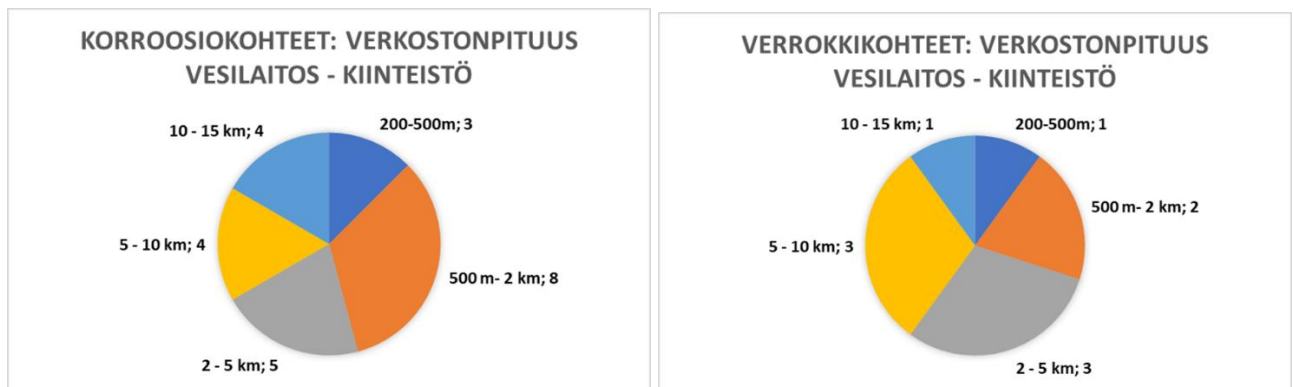 KORROOSIOKOHTEET: VERKOSTONPITUUS
VESILAITOS - KIINTEISTÖ
10 - 15 km; 4
200-500m; 3
5 - 10 km; 4
500 m- 2 km; 8
2 - 5 km; 5
VERROKKIKOHTEET: VERKOSTONPITUUS
VESILAITOS - KIINTEISTÖ
10 - 15 km; 1
200-500m; 1
500 m- 2 km; 2
5 - 10 km; 3
2 - 5 km; 3